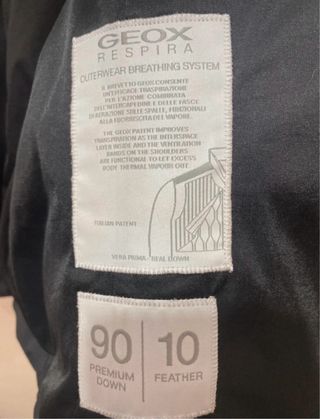 GEOX
RESPIRA
OUTERWEAR BREATHING SYSTEM
IL BREVETTO GEOX CONSENTE
UN'EFFICACE TRASPIRAZIONE
PER L'AZIONE COMBINATA
DELL'INTERCAPEDINE E DELLE FASCE
DI AERAZIONE SULLE SPALLE, FUNZIONALI
ALLA FUORIUSCITA DEL VAPORE.
THE GEOX PATENT IMPROVES
TRANSPIRATION AS THE INTERSPACE
LAYER INSIDE AND THE VENTILATION
BANDS ON THE SHOULDERS
ARE FUNCTIONAL TO LET EXCESS
BODY THERMAL VAPOUR OUT.
ITALIAN PATENT
VERA PIUMA - REAL DOWN
90 10
PREMIUM FEATHER
DOWN